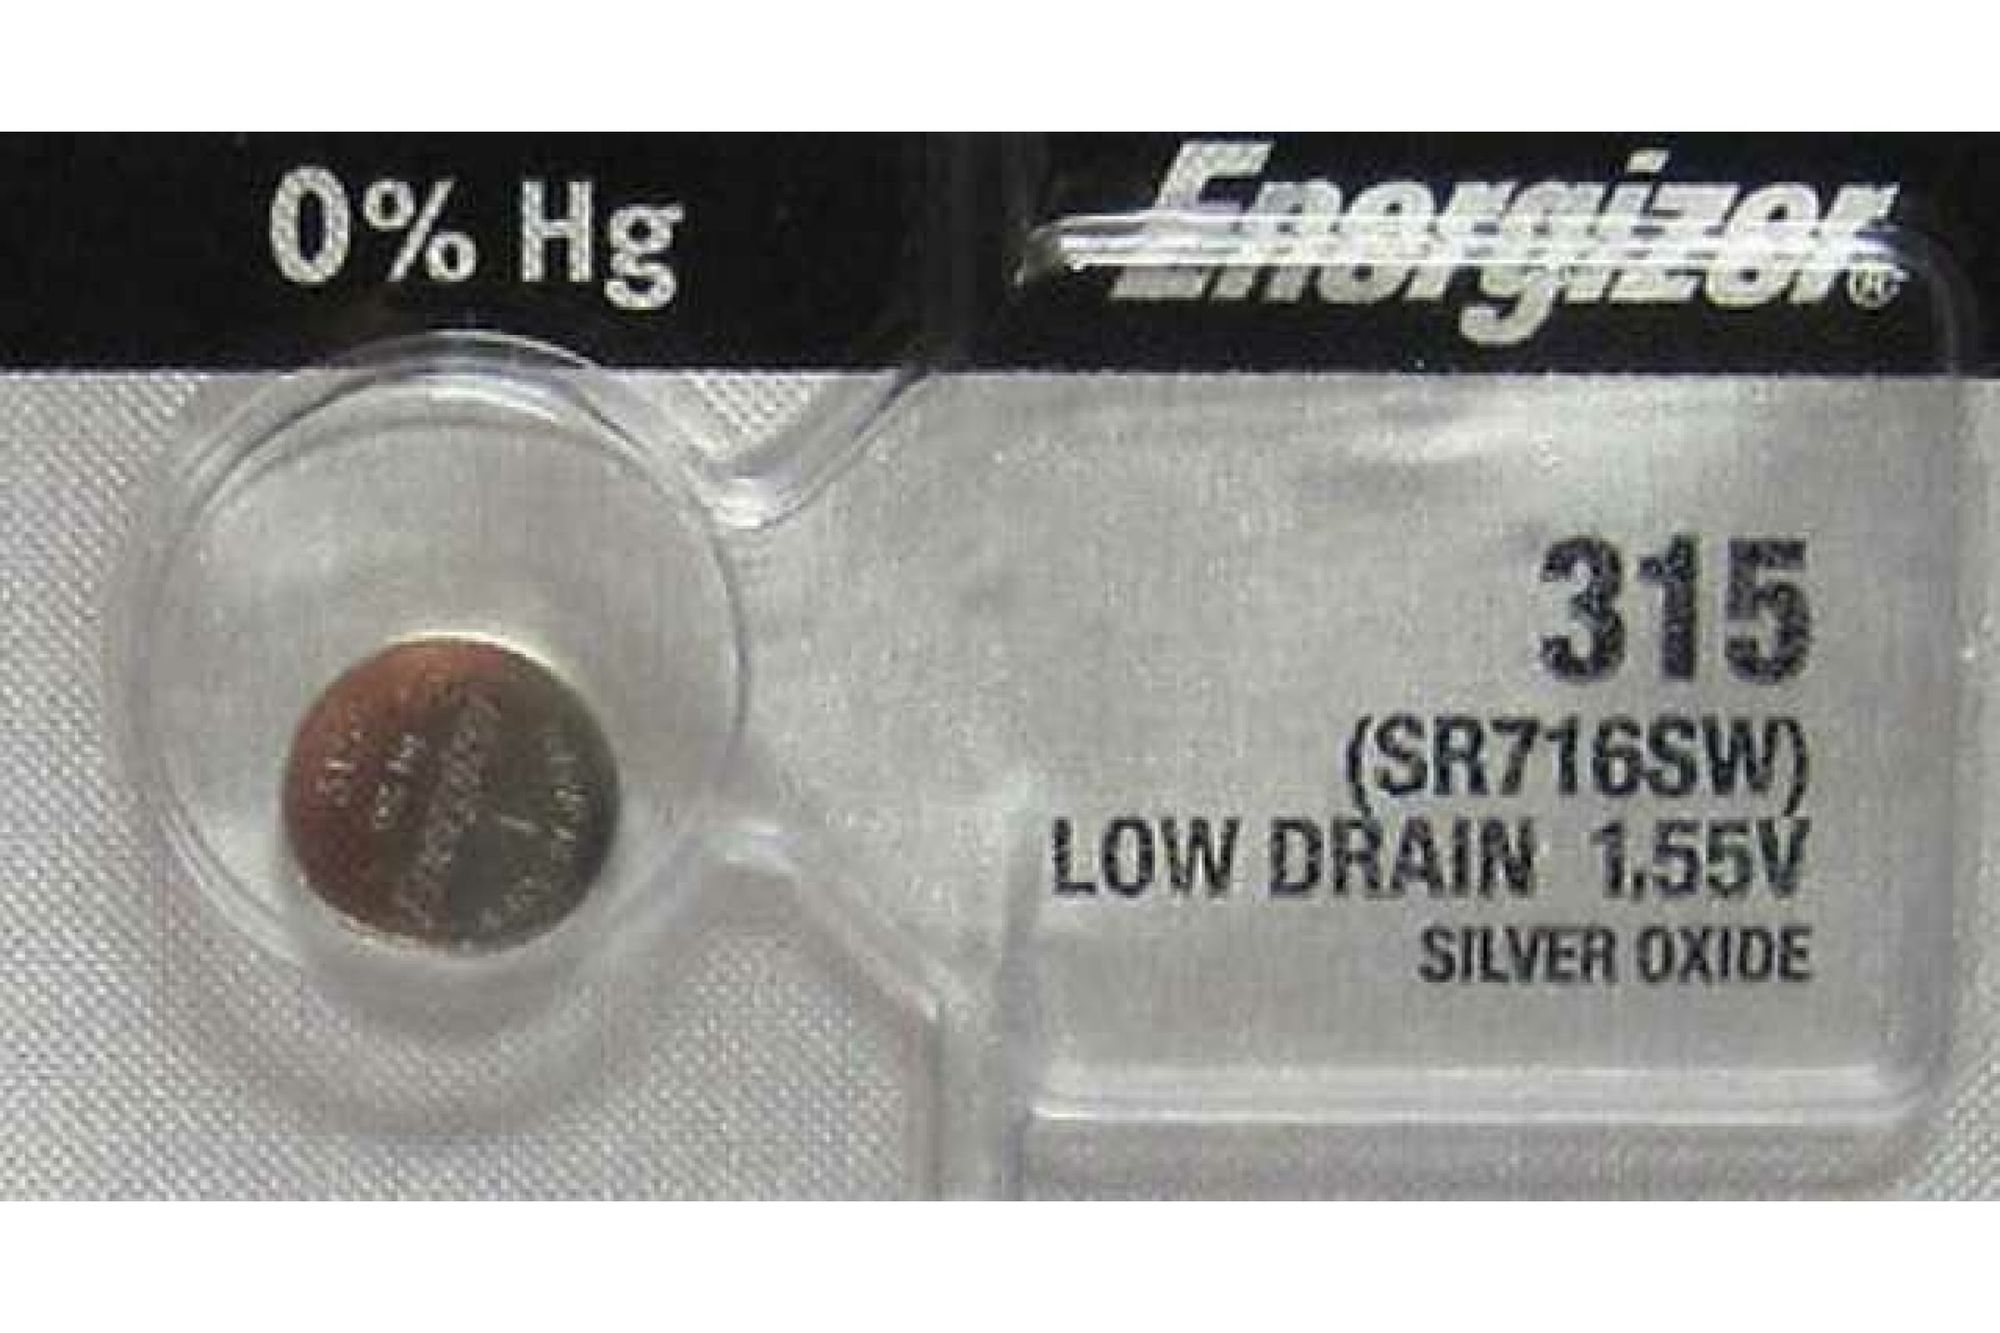 0% Hg
Energizer®
315
(SR716SW)
LOW DRAIN 1.55V
SILVER OXIDE